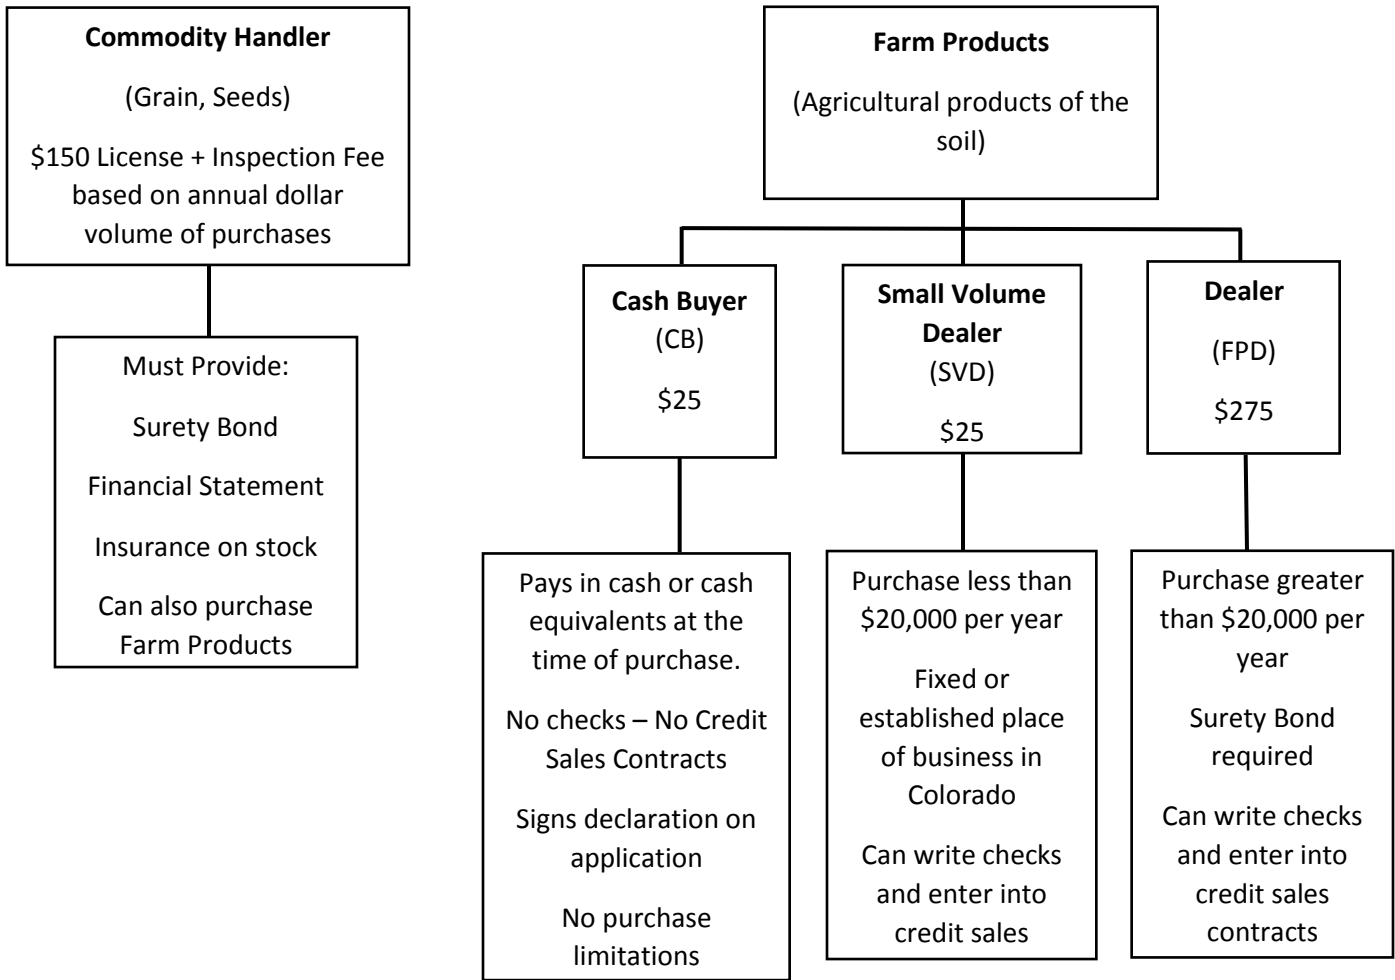 Commodity Handler
(Grain, Seeds)
$150 License + Inspection Fee
based on annual dollar
volume of purchases
Must Provide:
Surety Bond
Financial Statement
Insurance on stock
Can also purchase
Farm Products
Farm Products
(Agricultural products of the
soil)
Cash Buyer
(CB)
$25
Small Volume
Dealer
(SVD)
$25
Dealer
(FPD)
$275
Pays in cash or cash
equivalents at the
time of purchase.
No checks – No Credit
Sales Contracts
Signs declaration on
application
No purchase
limitations
Purchase less than
$20,000 per year
Fixed or
established place
of business in
Colorado
Can write checks
and enter into
credit sales
Purchase greater
than $20,000 per
year
Surety Bond
required
Can write checks
and enter into
credit sales
contracts